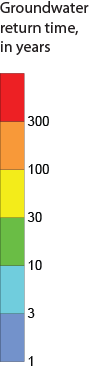 Groundwater
return time,
in years
300
100
30
10
3
1